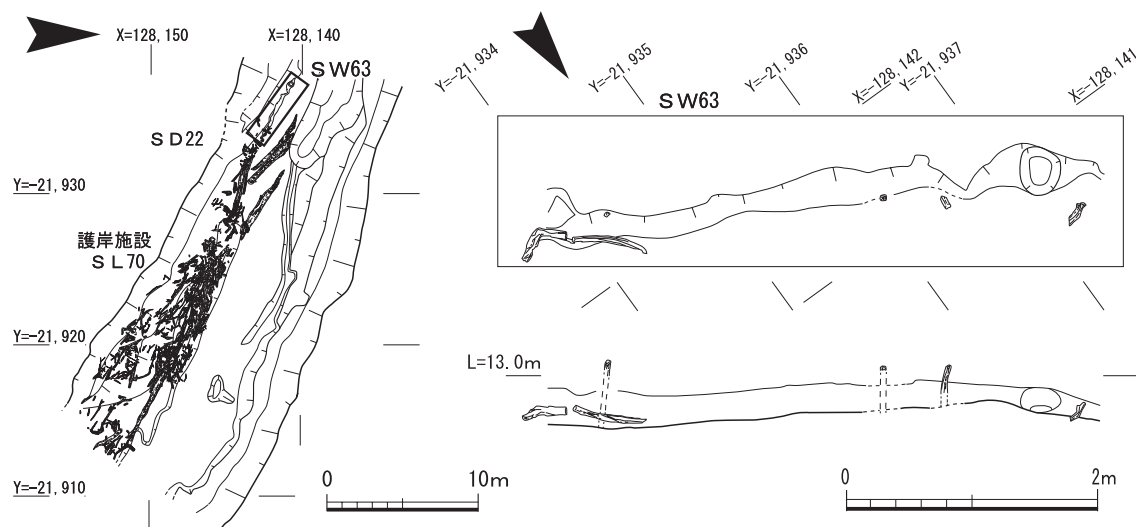 X=128,150
X=128,140
SW63
SD22
Y=-21,930
護岸施設
SL70
Y=-21,920
Y=-21,910
0
10m
Y=-21,934
Y=-21,935
Y=-21,936
X=-128,142
Y=-21,937
X=-128,141
SW63
L=13.0m
0
2m